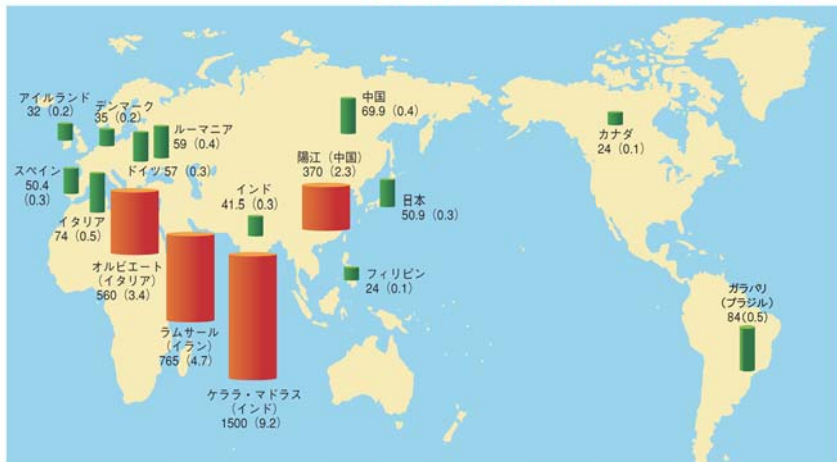 アイルランド
32（0.2）
デンマーク
35（0.2）
ルーマニア
59（0.4）
ドイツ 57（0.3）
スペイン
50.4
（0.3）
イタリア
74（0.5）
オルビエート
（イタリア）
560（3.4）
ラムサール
（イラン）
765（4.7）
ケララ・マドラス
（インド）
1500（9.2）
インド
41.5（0.3）
中国
69.9（0.4）
陽江（中国）
370（2.3）
日本
50.9（0.3）
フィリピン
24（0.1）
カナダ
24（0.1）
ガラパリ
（ブラジル）
84(0.5)